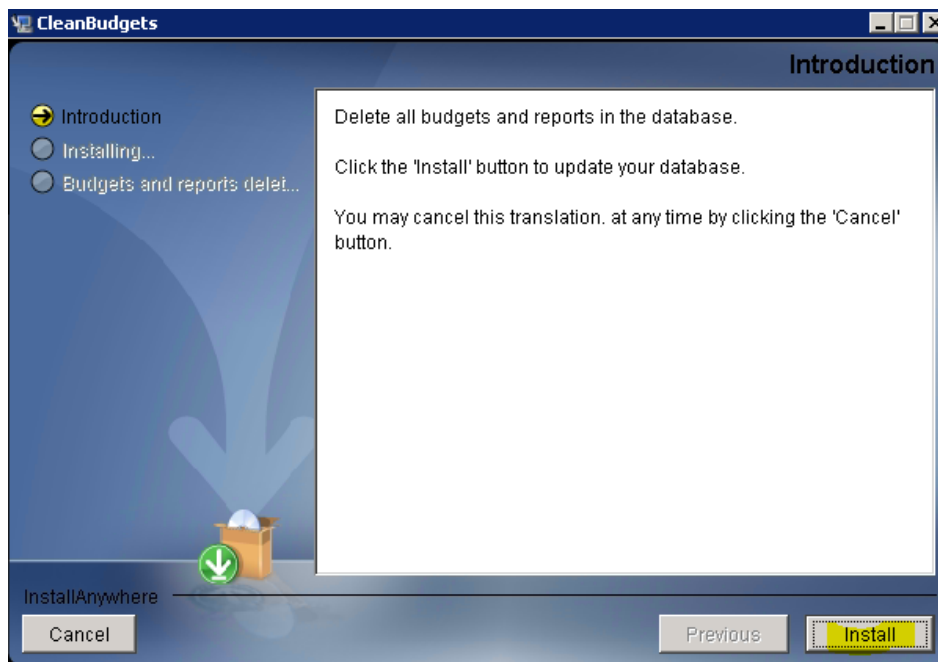 CleanBudgets
Introduction
Introduction
Installing...
Budgets and reports delet...
Delete all budgets and reports in the database.
Click the 'Install' button to update your database.
You may cancel this translation. at any time by clicking the 'Cancel'
button.
InstallAnywhere
Cancel
Previous
Install